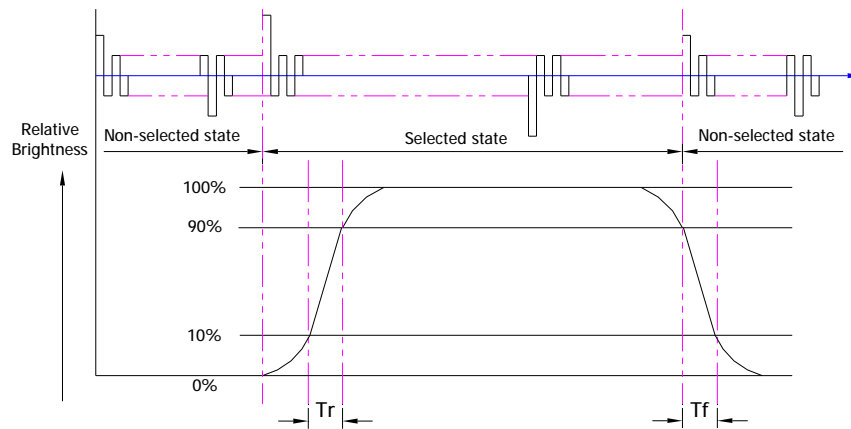 Relative
Brightness
Non-selected state
Selected state
Non-selected state
100%
90%
10%
0%
Tr
Tf